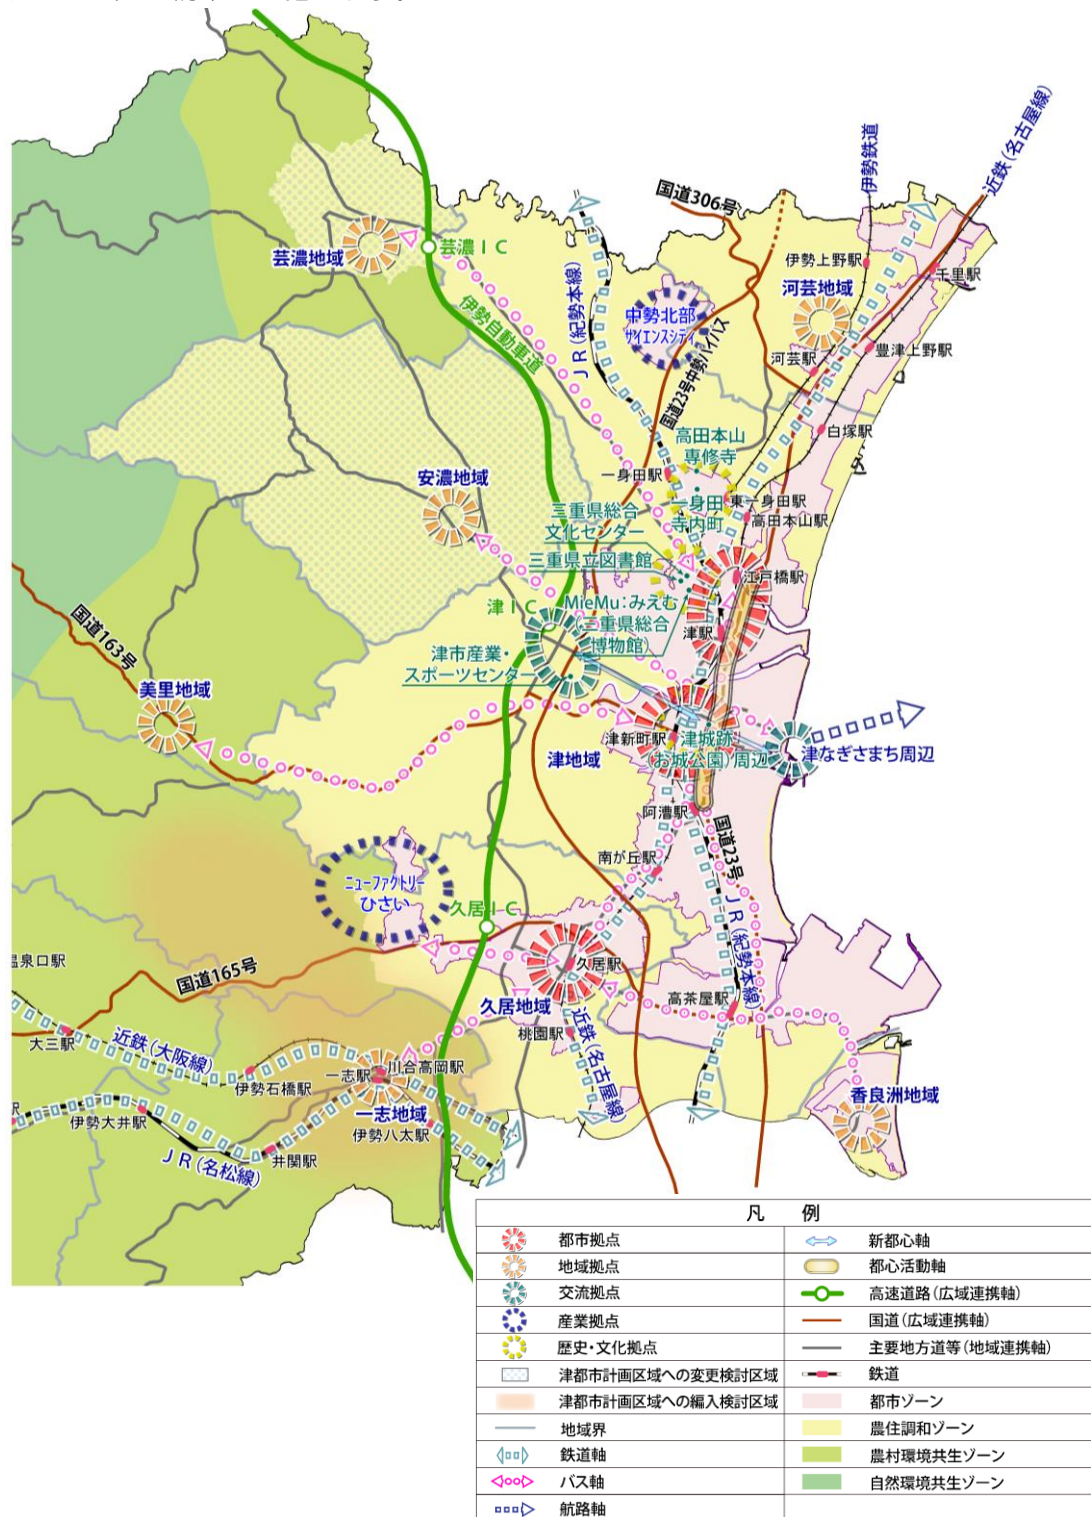 国道306号
伊勢鉄道
近鉄（名古屋線）
芸濃地域
芸濃ＩＣ
伊勢自動車道
ＪＲ（紀勢本線）
中勢北部
サイエンスシティ
国道23号中勢バイパス
伊勢上野駅
千里駅
河芸地域
河芸駅
豊津上野駅
白塚駅
高田本山
専修寺
一身田駅
一身田
寺内町
東一身田駅
高田本山駅
安濃地域
三重県総合
文化センター
三重県立図書館
江戸橋駅
津ＩＣ
MieMu：みえむ
（三重県総合
博物館）
津駅
津市産業・
スポーツセンター
国道163号
美里地域
津地域
津新町駅
津城跡
（お城公園）周辺
津なぎさまち周辺
阿漕駅
国道23号
南が丘駅
ニューファクトリー
ひさい
久居ＩＣ
ＪＲ（紀勢本線）
温泉口駅
国道165号
久居駅
久居地域
高茶屋駅
桃園駅
近鉄（名古屋線）
大三駅
近鉄（大阪線）
伊勢石橋駅
一志駅
川合高岡駅
一志地域
伊勢八太駅
香良洲地域
駅
伊勢大井駅
井関駅
ＪＲ（名松線）
凡　例
都市拠点
新都心軸
地域拠点
都心活動軸
交流拠点
高速道路（広域連携軸）
産業拠点
国道（広域連携軸）
歴史・文化拠点
主要地方道等（地域連携軸）
津都市計画区域への変更検討区域
鉄道
津都市計画区域への編入検討区域
都市ゾーン
地域界
農住調和ゾーン
鉄道軸
農村環境共生ゾーン
バス軸
自然環境共生ゾーン
航路軸